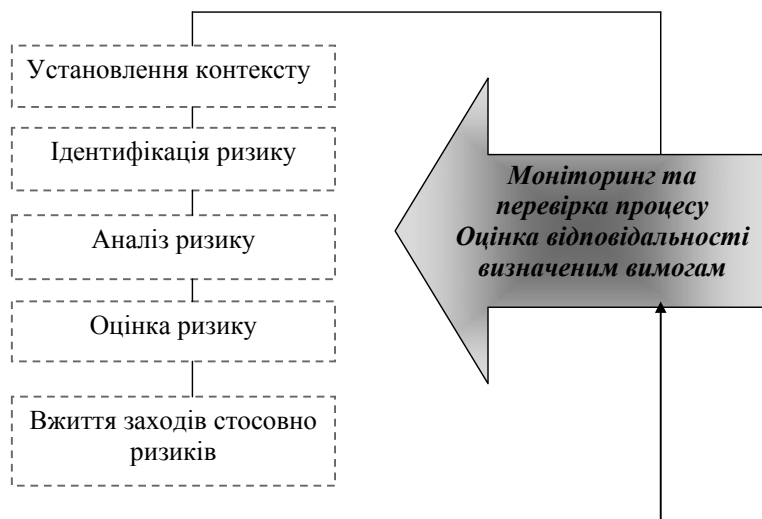 Установлення контексту
Ідентифікація ризику
Аналіз ризику
Оцінка ризику
Вжиття заходів стосовно
ризиків
Моніторинг та
перевірка процесу
Оцінка відповідальності
визначеним вимогам